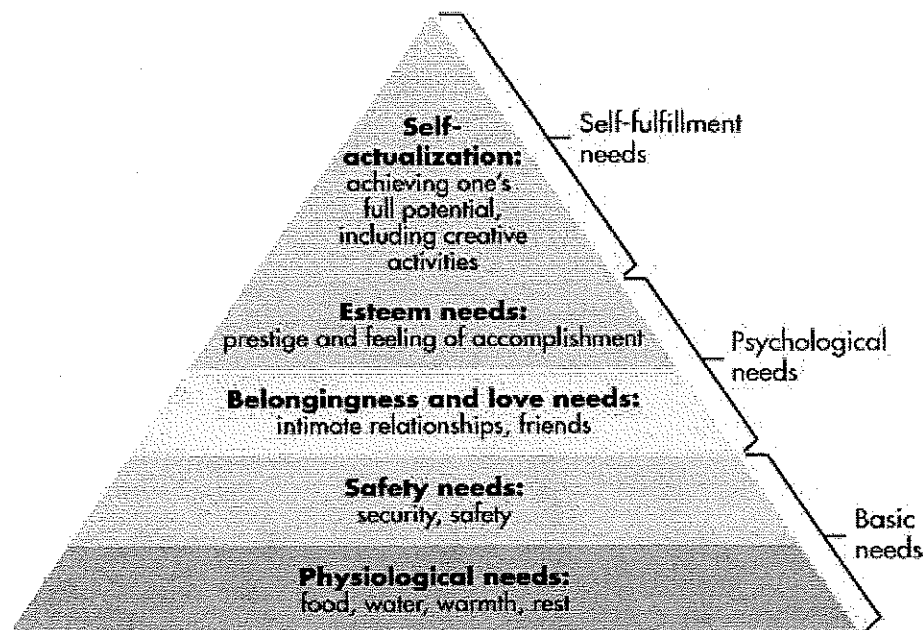 Self-
actualization:
achieving one's
full potential,
including creative
activities
Self-fulfillment
needs
Esteem needs:
prestige and feeling of accomplishment
Psychological
needs
Belongingness and love needs:
intimate relationships, friends
Safety needs:
security, safety
Basic
needs
Physiological needs:
food, water, warmth, rest